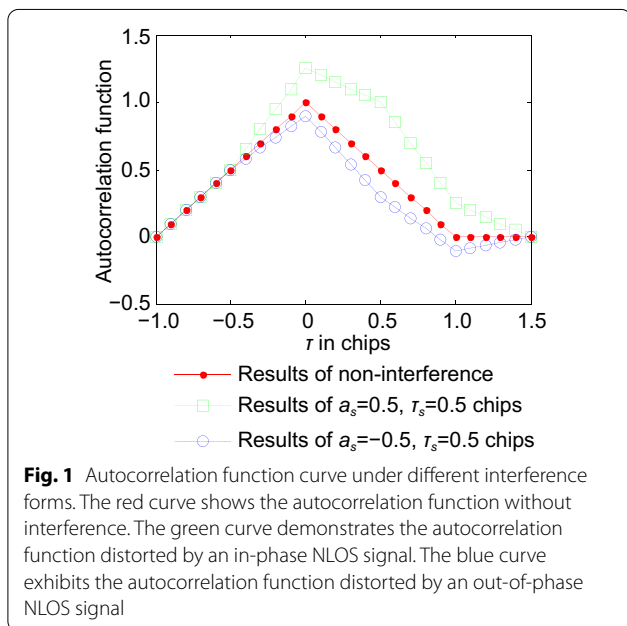 Autocorrelation function
1.0
0.5
0
−0.5
−1.0 −0.5 0 0.5 1.0 1.5
τ in chips
Results of non-interference
Results of as=0.5, τs=0.5 chips
Results of as=−0.5, τs=0.5 chips
Fig. 1 Autocorrelation function curve under different interference
forms. The red curve shows the autocorrelation function without
interference. The green curve demonstrates the autocorrelation
function distorted by an in-phase NLOS signal. The blue curve
exhibits the autocorrelation function distorted by an out-of-phase
NLOS signal